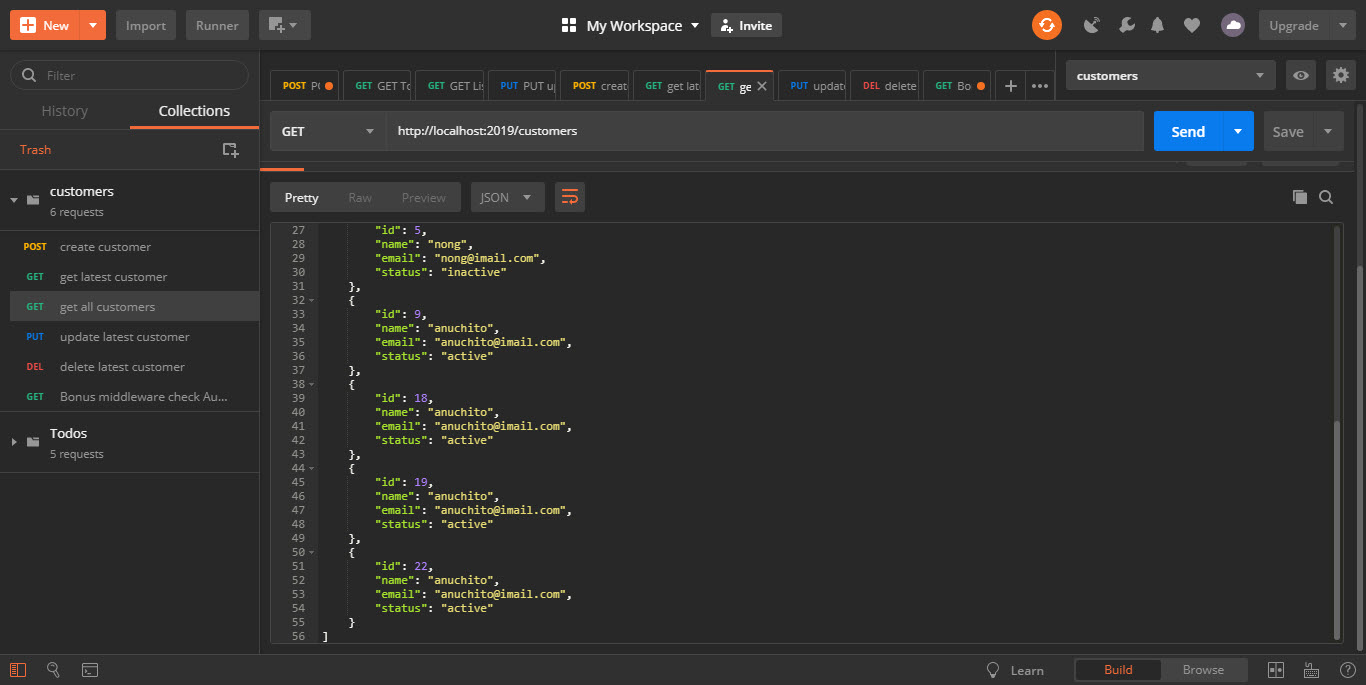 New Import Runner My Workspace Invite Upgrade
Filter
History Collections
Trash
customers
6 requests
POST create customer
GET get latest customer
GET get all customers
PUT update latest customer
DEL delete latest customer
GET Bonus middleware check Au...
Todos
5 requests
POST GET GET To GET GET Lis PUT PUT up POST creat GET get lat GET ge PUT update DEL delete GET Bo
customers
GET http://localhost:2019/customers Send Save
Pretty Raw Preview JSON
27 "id": 5,
28 "name": "nong",
29 "email": "nong@imail.com",
30 "status": "inactive"
31 },
32 {
33 "id": 9,
34 "name": "anuchito",
35 "email": "anuchito@imail.com",
36 "status": "active"
37 },
38 {
39 "id": 18,
40 "name": "anuchito",
41 "email": "anuchito@imail.com",
42 "status": "active"
43 },
44 {
45 "id": 19,
46 "name": "anuchito",
47 "email": "anuchito@imail.com",
48 "status": "active"
49 },
50 {
51 "id": 22,
52 "name": "anuchito",
53 "email": "anuchito@imail.com",
54 "status": "active"
55 }
56 ]
Learn Build Browse